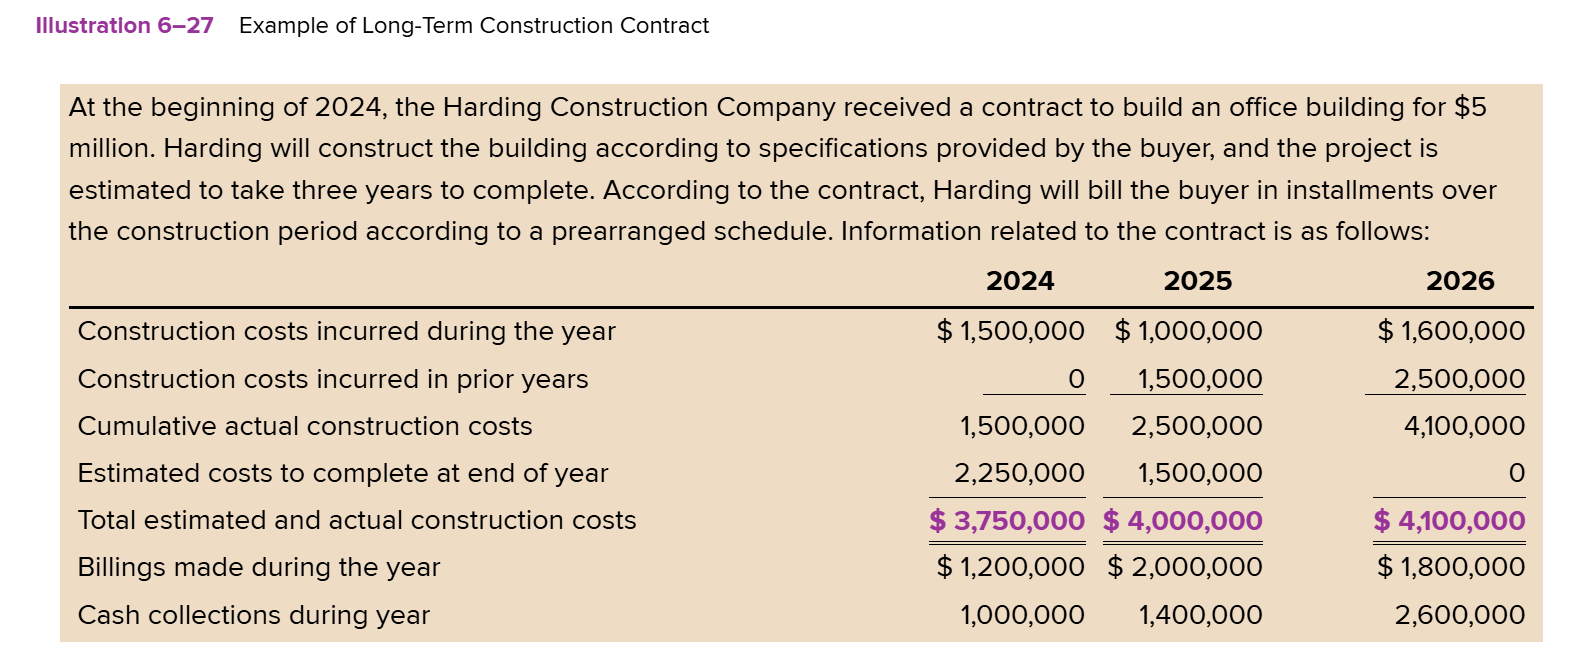 Illustration 6–27 Example of Long-Term Construction Contract
At the beginning of 2024, the Harding Construction Company received a contract to build an office building for $5
million. Harding will construct the building according to specifications provided by the buyer, and the project is
estimated to take three years to complete. According to the contract, Harding will bill the buyer in installments over
the construction period according to a prearranged schedule. Information related to the contract is as follows:
2024 2025 2026
Construction costs incurred during the year $ 1,500,000 $ 1,000,000 $ 1,600,000
Construction costs incurred in prior years 0 1,500,000 2,500,000
Cumulative actual construction costs 1,500,000 2,500,000 4,100,000
Estimated costs to complete at end of year 2,250,000 1,500,000 0
Total estimated and actual construction costs $ 3,750,000 $ 4,000,000 $ 4,100,000
Billings made during the year $ 1,200,000 $ 2,000,000 $ 1,800,000
Cash collections during year 1,000,000 1,400,000 2,600,000